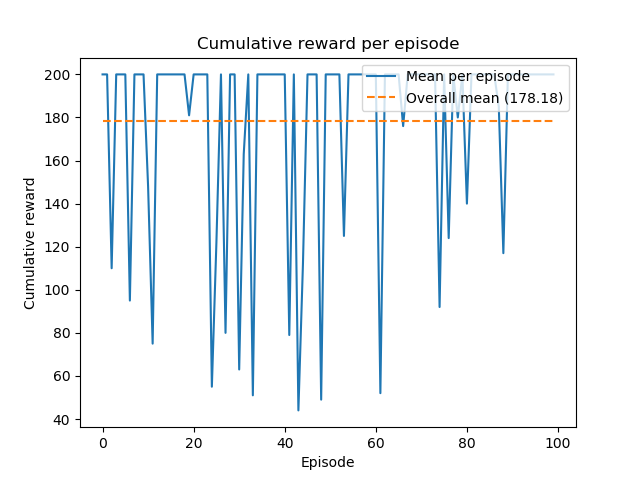 Cumulative reward per episode
Mean per episode
Overall mean (178.18)
Cumulative reward
200
180
160
140
120
100
80
60
40
0 20 40 60 80 100
Episode